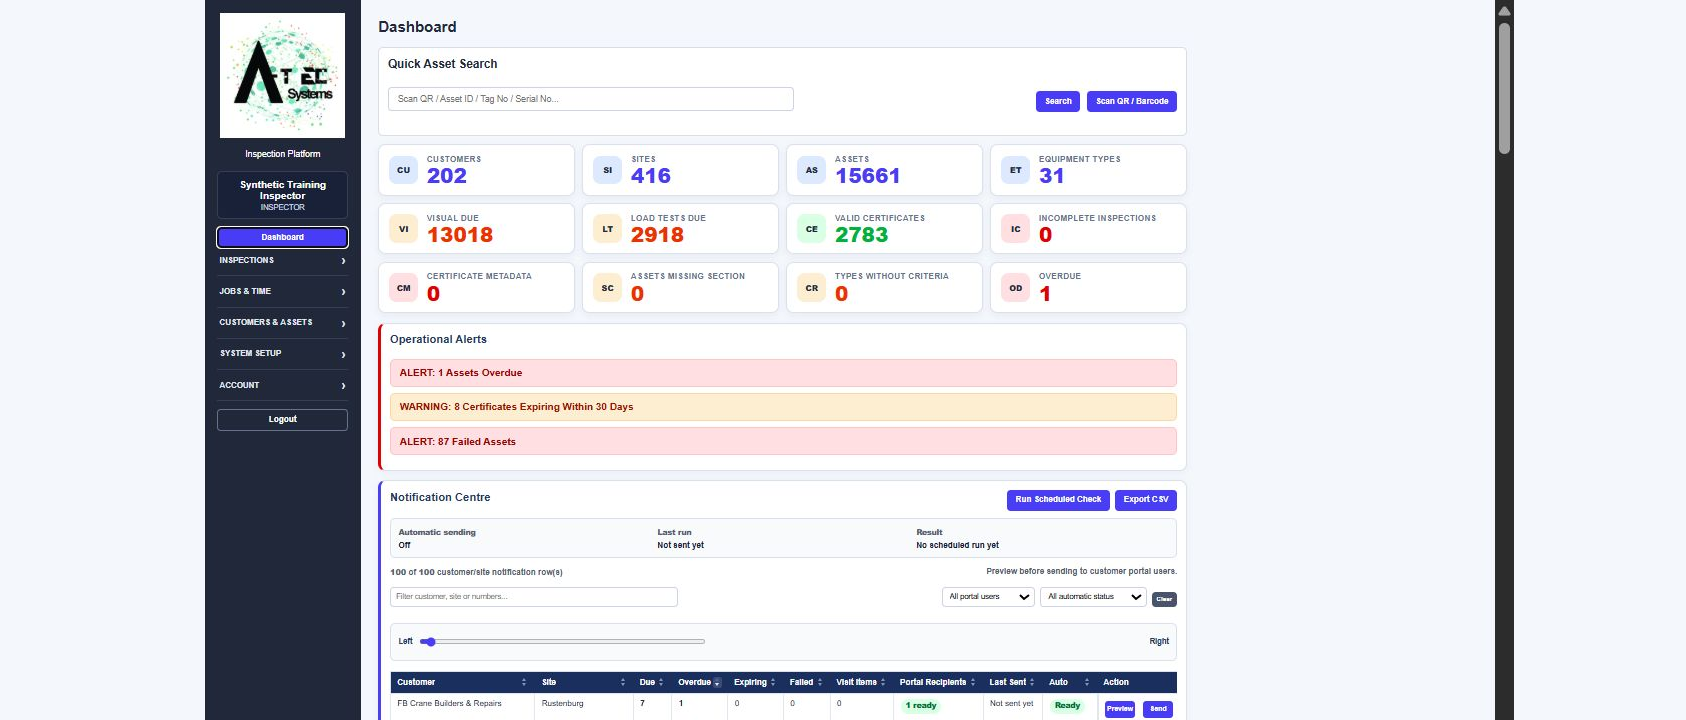 ATEC
Systems
Inspection Platform
Synthetic Training
Inspector
INSPECTOR
Dashboard
INSPECTIONS
JOBS & TIME
CUSTOMERS & ASSETS
SYSTEM SETUP
ACCOUNT
Logout
Dashboard
Quick Asset Search
Scan QR / Asset ID / Tag No / Serial No...
Search
Scan QR / Barcode
CU CUSTOMERS 202
SI SITES 416
AS ASSETS 15661
ET EQUIPMENT TYPES 31
VI VISUAL DUE 13018
LT LOAD TESTS DUE 2918
CE VALID CERTIFICATES 2783
IC INCOMPLETE INSPECTIONS 0
CM CERTIFICATE METADATA 0
SC ASSETS MISSING SECTION 0
CR TYPES WITHOUT CRITERIA 0
OD OVERDUE 1
Operational Alerts
ALERT: 1 Assets Overdue
WARNING: 8 Certificates Expiring Within 30 Days
ALERT: 87 Failed Assets
Notification Centre
Run Scheduled Check
Export CSV
Automatic sending Last run Result
Off Not sent yet No scheduled run yet
100 of 100 customer/site notification row(s) Preview before sending to customer portal users.
Filter customer, site or numbers... All portal users All automatic status Clear
Left Right
Customer Site Due Overdue Expiring Failed Visit Items Portal Recipients Last Sent Auto Action
FB Crane Builders & Repairs Rustenburg 7 1 0 0 0 1 ready Not sent yet Ready Preview Send